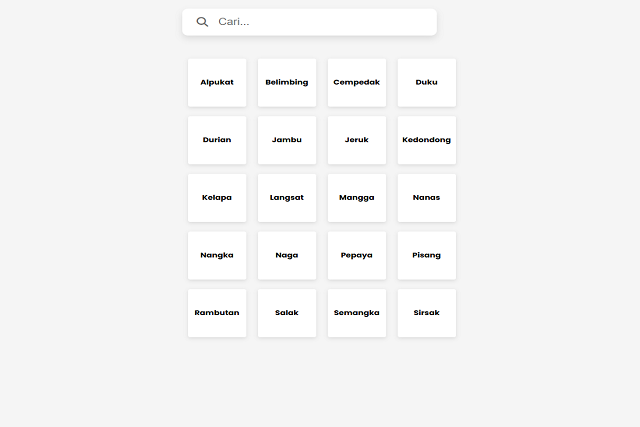 Cari...
Alpukat Belimbing Cempedak Duku
Durian Jambu Jeruk Kedondong
Kelapa Langsat Mangga Nanas
Nangka Naga Pepaya Pisang
Rambutan Salak Semangka Sirsak